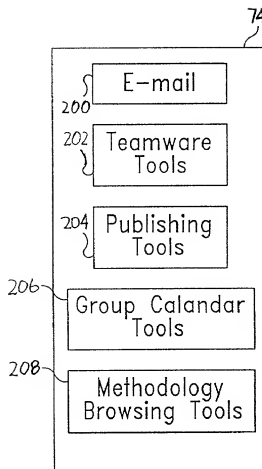 74
E-mail
200
202
Teamware
Tools
204
Publishing
Tools
206
Group Calandar
Tools
208
Methodology
Browsing Tools